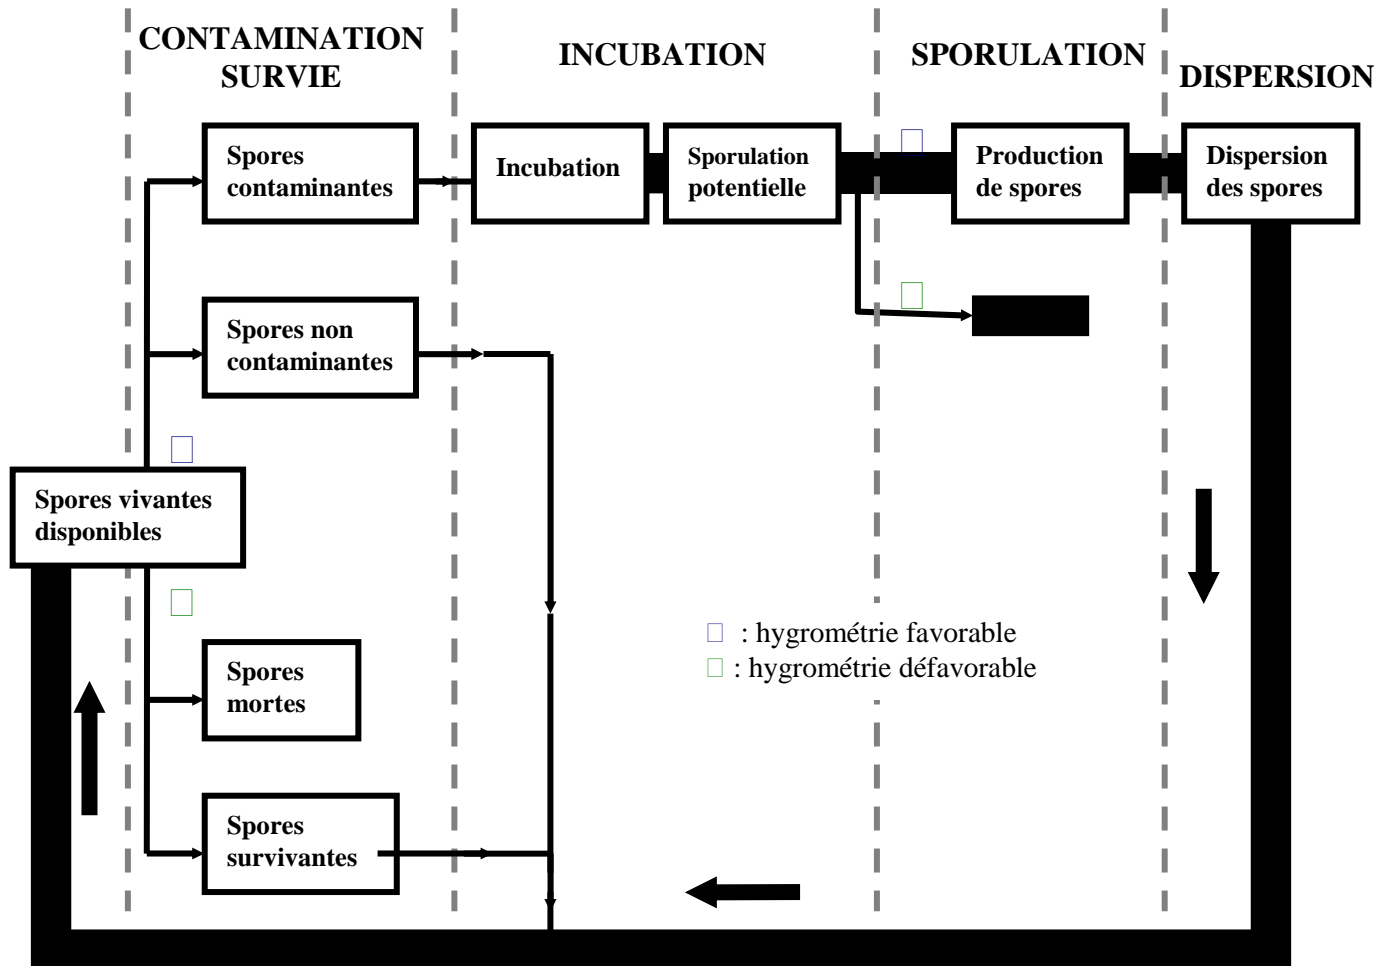 CONTAMINATION
SURVIE
INCUBATION
SPORULATION
DISPERSION
Spores
contaminantes
Incubation
Sporulation
potentielle
Production
de spores
Dispersion
des spores
Spores non
contaminantes
Spores vivantes
disponibles
: hygrométrie favorable
: hygrométrie défavorable
Spores
mortes
Spores
survivantes